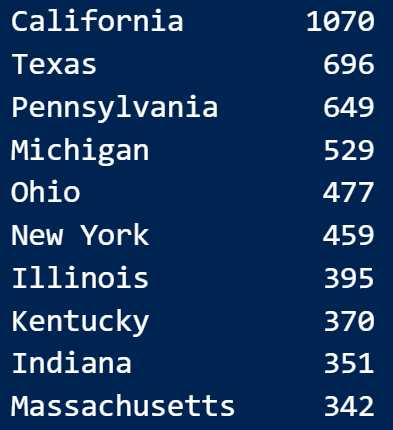 California 1070
Texas 696
Pennsylvania 649
Michigan 529
Ohio 477
New York 459
Illinois 395
Kentucky 370
Indiana 351
Massachusetts 342